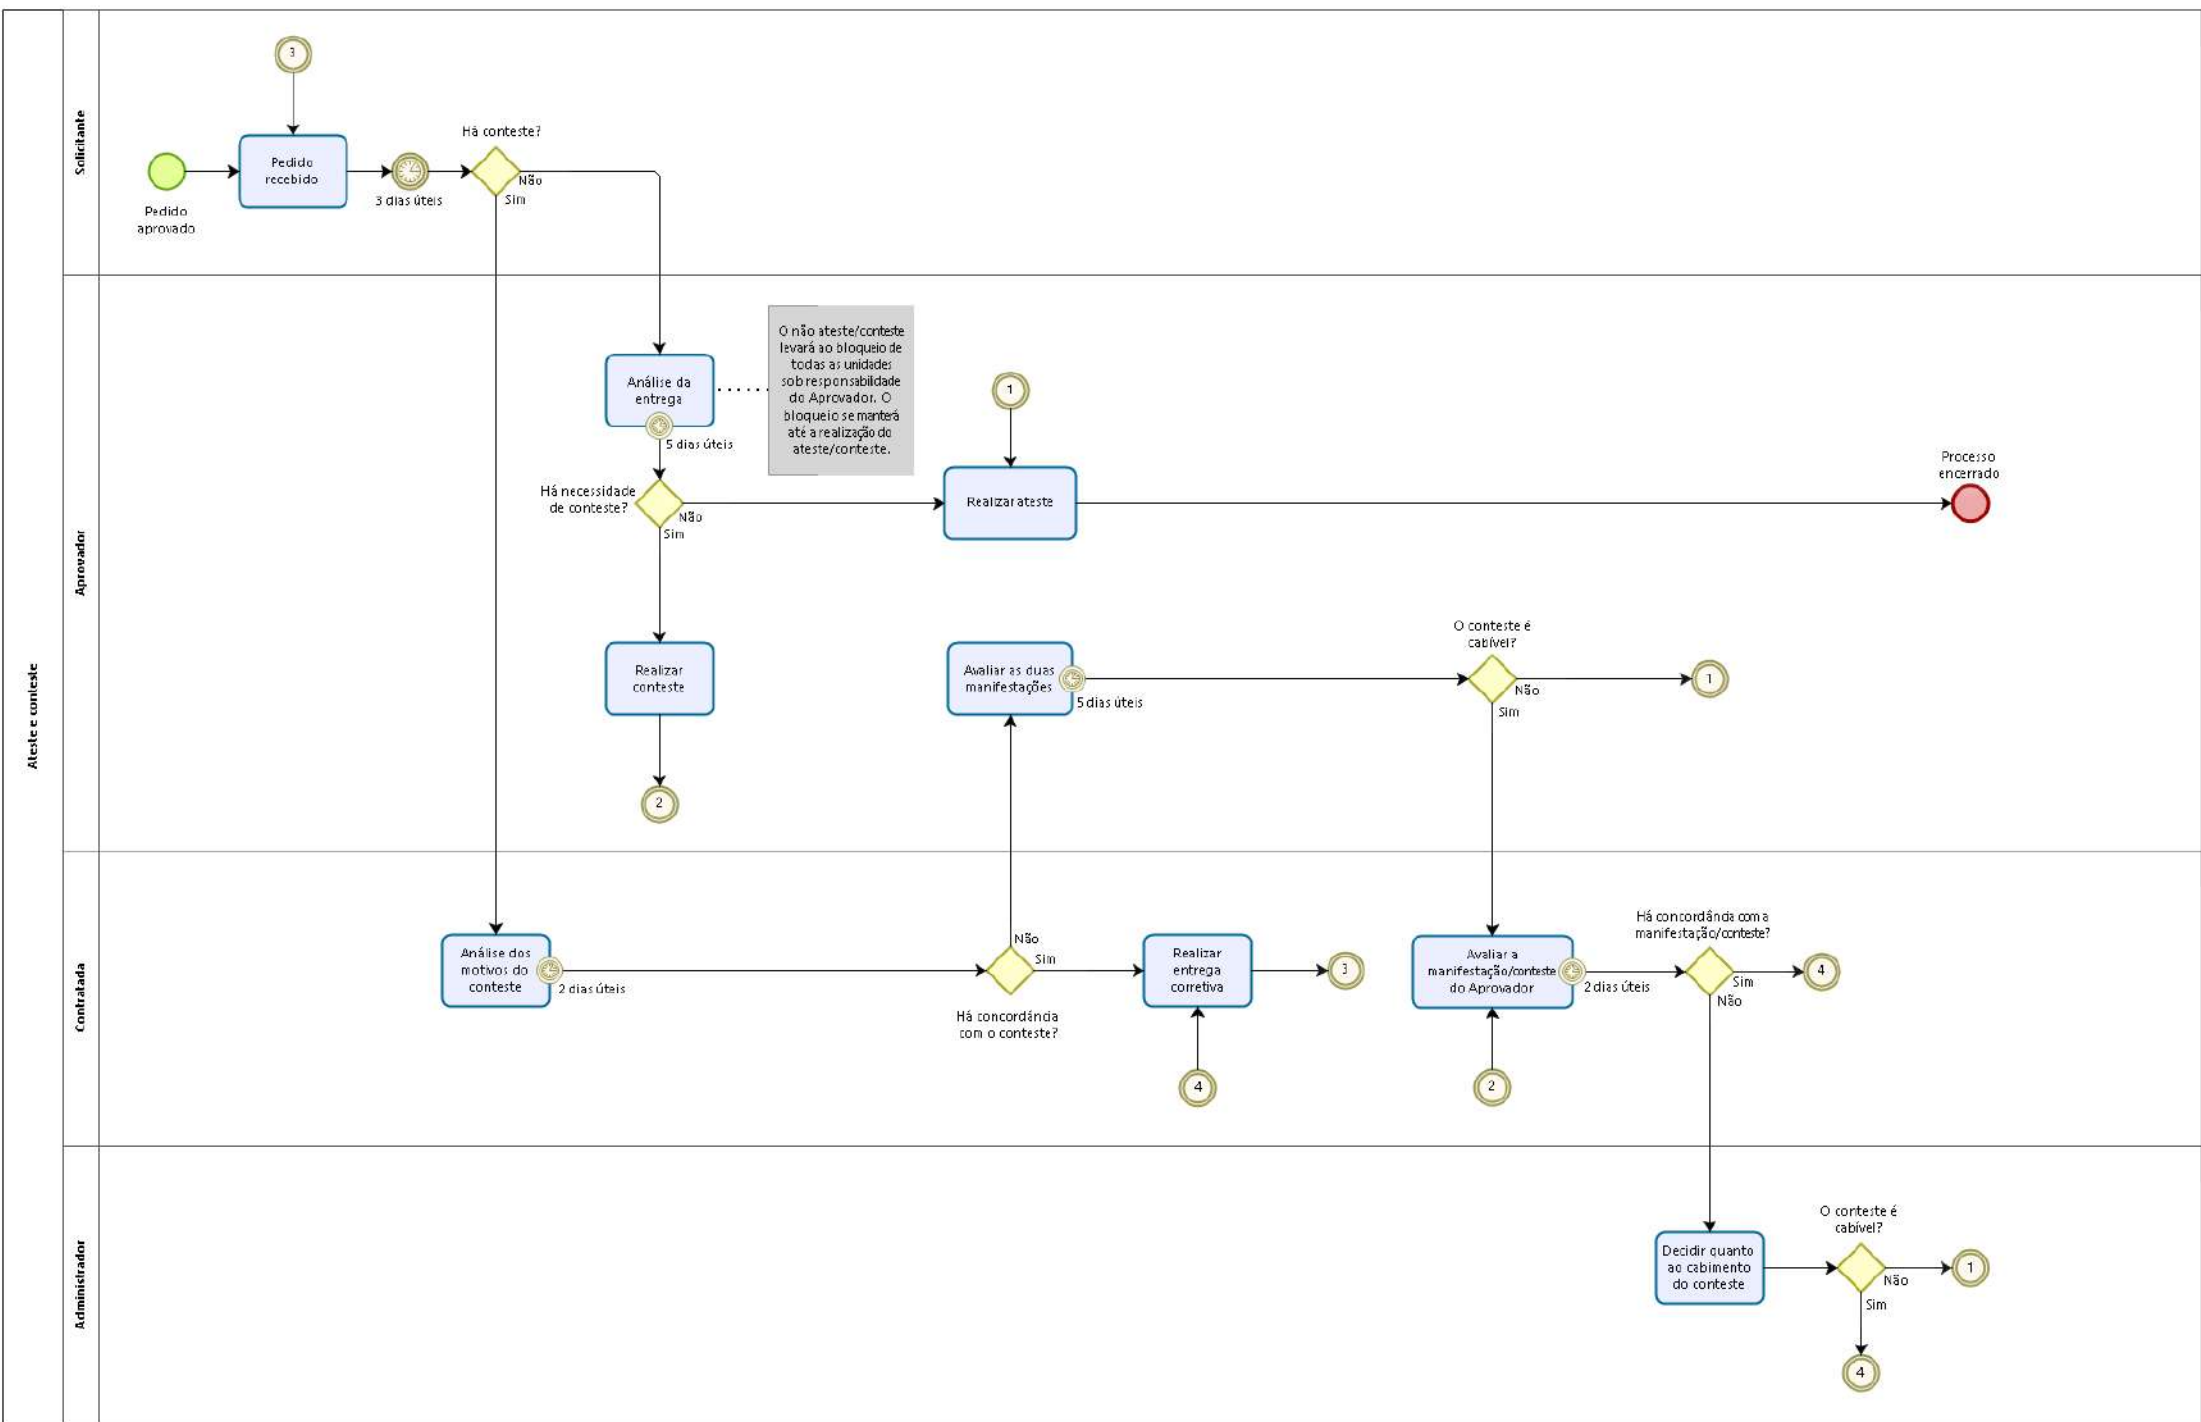 Ateste e conteste
Solicitante
3
Pedido
aprovado
Pedido
recebido
3 dias úteis
Há conteste?
Não
Sim
Aprovador
Análise da
entrega
5 dias úteis
O não ateste/conteste
levará ao bloqueio de
todas as unidades
sob responsabilidade
do Aprovador. O
bloqueio se manterá
até a realização do
ateste/conteste.
Há necessidade
de conteste?
Não
Sim
1
Realizar ateste
Processo
encerrado
Realizar
conteste
2
Avaliar as duas
manifestações
5 dias úteis
O conteste é
cabível?
Não
Sim
1
Contratada
Análise dos
motivos do
conteste
2 dias úteis
Não
Sim
Há concordância
com o conteste?
Realizar
entrega
corretiva
3
4
Avaliar a
manifestação/conteste
do Aprovador
2 dias úteis
2
Há concordância com a
manifestação/conteste?
Sim
Não
4
Administrador
Decidir quanto
ao cabimento
do conteste
O conteste é
cabível?
Não
Sim
1
4